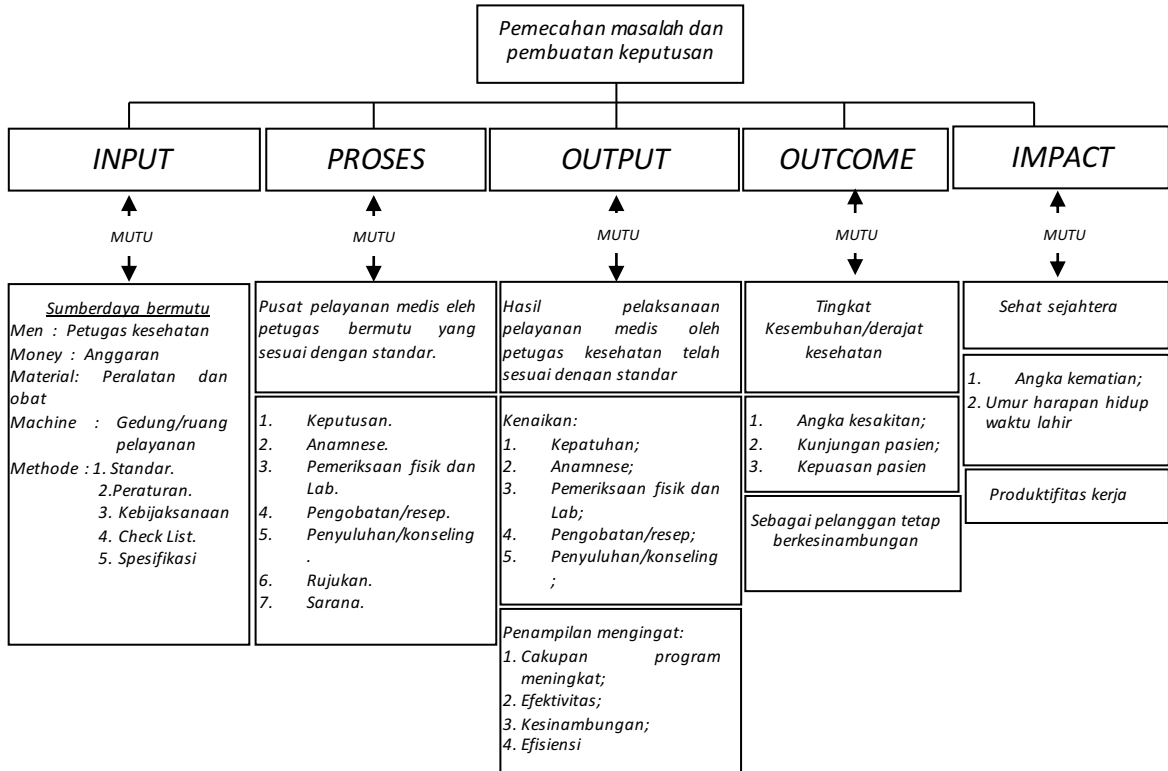 Pemecahan masalah dan
pembuatan keputusan
INPUT
PROSES
OUTPUT
OUTCOME
IMPACT
MUTU
MUTU
MUTU
MUTU
MUTU
Sumberdaya bermutu
Men : Petugas kesehatan
Money : Anggaran
Material: Peralatan dan
obat
Machine : Gedung/ruang
pelayanan
Methode : 1. Standar.
2.Peraturan.
3. Kebijaksanaan
4. Check List.
5. Spesifikasi
Pusat pelayanan medis eleh
petugas bermutu yang
sesuai dengan standar.
1. Keputusan.
2. Anamnese.
3. Pemeriksaan fisik dan
Lab.
4. Pengobatan/resep.
5. Penyuluhan/konseling
.
6. Rujukan.
7. Sarana.
Hasil pelaksanaan
pelayanan medis oleh
petugas kesehatan telah
sesuai dengan standar
Kenaikan:
1. Kepatuhan;
2. Anamnese;
3. Pemeriksaan fisik dan
Lab;
4. Pengobatan/resep;
5. Penyuluhan/konseling
;
Penampilan mengingat:
1. Cakupan program
meningkat;
2. Efektivitas;
3. Kesinambungan;
4. Efisiensi
Tingkat
Kesembuhan/derajat
kesehatan
1. Angka kesakitan;
2. Kunjungan pasien;
3. Kepuasan pasien
Sebagai pelanggan tetap
berkesinambungan
Sehat sejahtera
1. Angka kematian;
2. Umur harapan hidup
waktu lahir
Produktifitas kerja